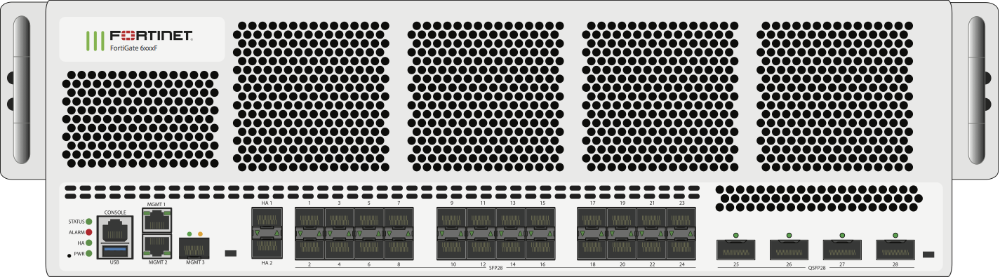 FORTINET
FortiGate 6xxxF
MGMT 1
HA 1
1 3 5 7
9 11 13 15
17 19 21 23
CONSOLE
STATUS
ALARM
HA
PWR
USB
MGMT 2
MGMT 3
HA 2
2 4 6 8
10 12 14 16
18 20 22 24
25 26 27 28
SFP28
QSFP28